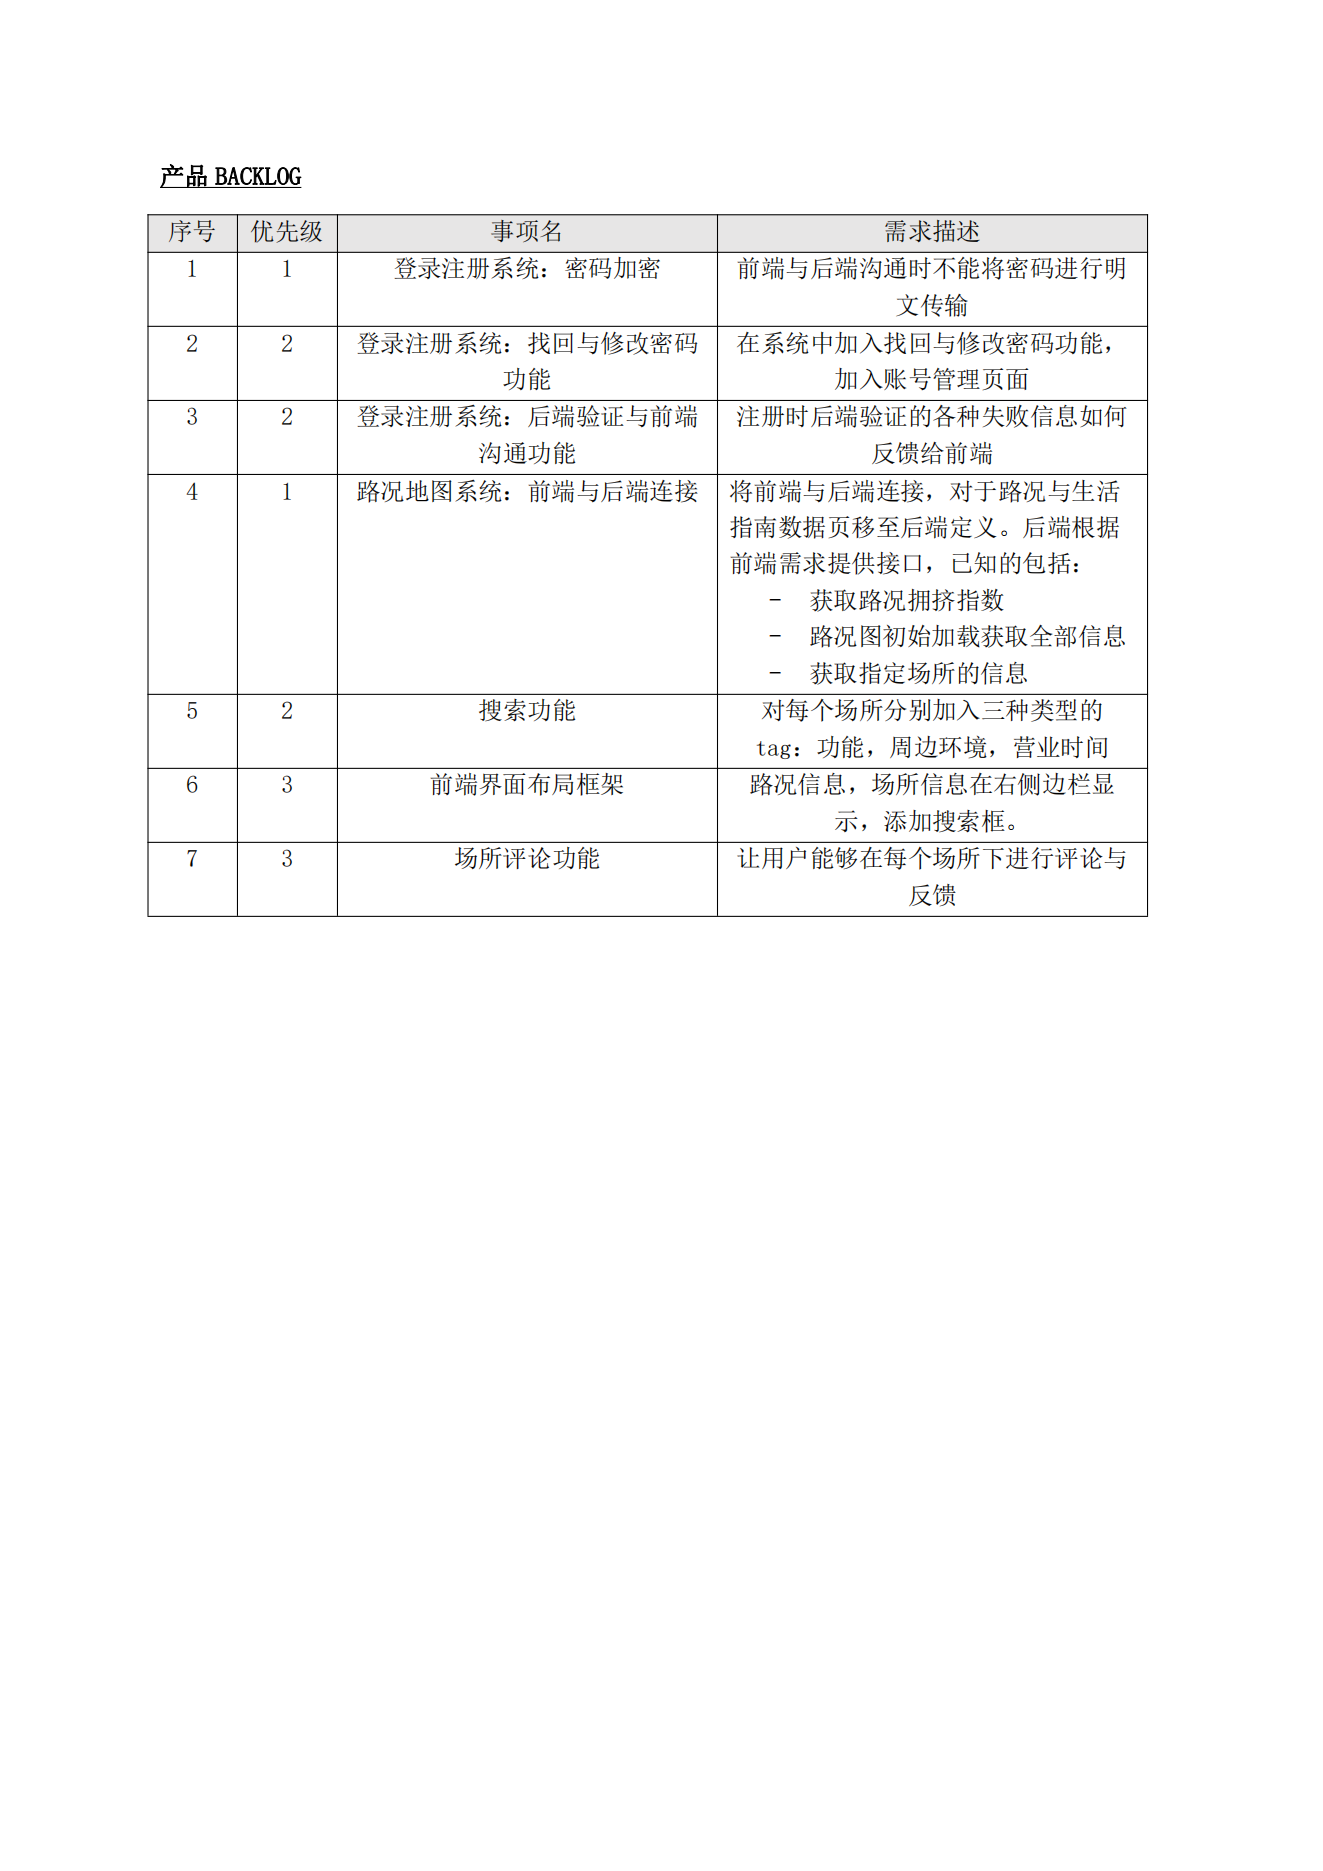 产品 BACKLOG
序号 优先级 事项名 需求描述
1 1 登录注册系统：密码加密 前端与后端沟通时不能将密码进行明
文传输
2 2 登录注册系统：找回与修改密码 在系统中加入找回与修改密码功能，
功能 加入账号管理页面
3 2 登录注册系统：后端验证与前端 注册时后端验证的各种失败信息如何
沟通功能 反馈给前端
4 1 路况地图系统：前端与后端连接 将前端与后端连接，对于路况与生活
指南数据页移至后端定义。后端根据
前端需求提供接口，已知的包括：
- 获取路况拥挤指数
- 路况图初始加载获取全部信息
- 获取指定场所的信息
5 2 搜索功能 对每个场所分别加入三种类型的
tag：功能，周边环境，营业时间
6 3 前端界面布局框架 路况信息，场所信息在右侧边栏显
示，添加搜索框。
7 3 场所评论功能 让用户能够在每个场所下进行评论与
反馈